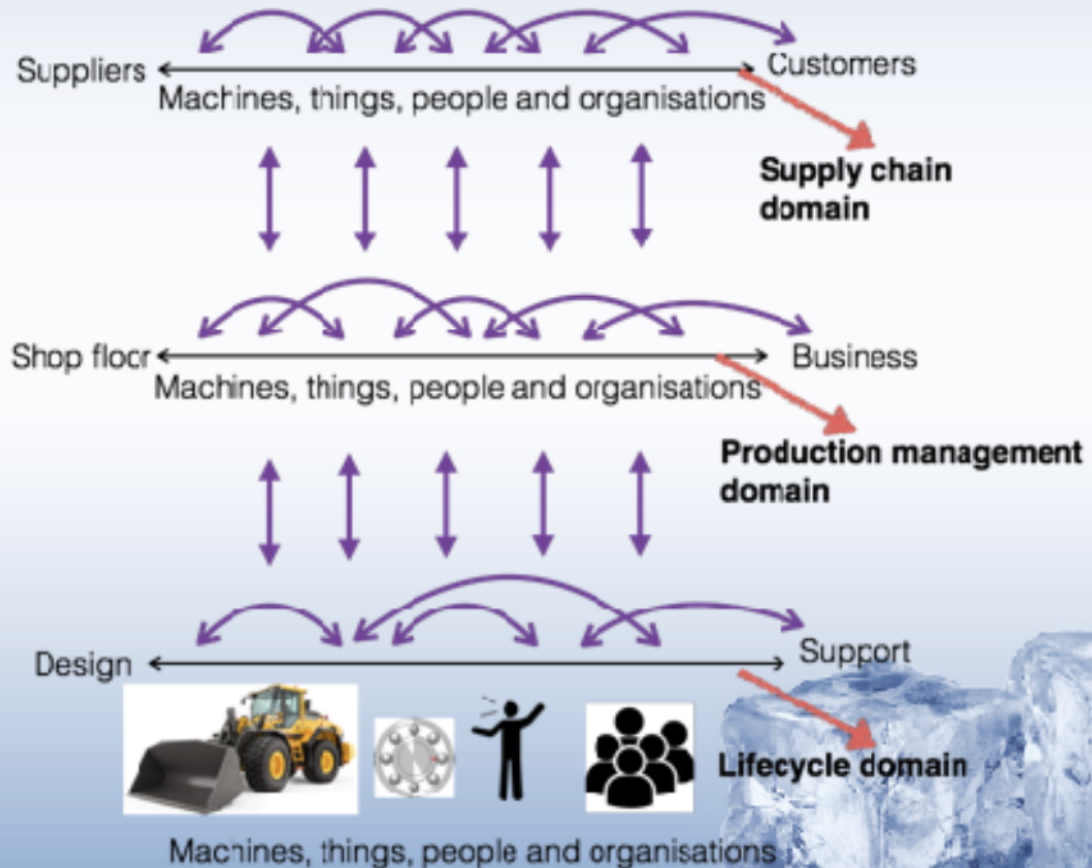 Suppliers
Customers
Machines, things, people and organisations
Supply chain
domain
Shop floor
Business
Machines, things, people and organisations
Production management
domain
Design
Support
Lifecycle domain
Machines, things, people and organisations